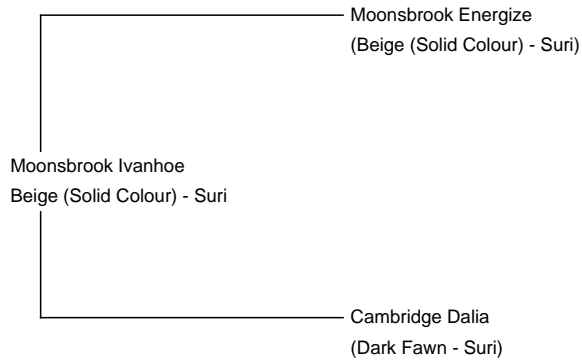 Moonsbrook Energize
(Beige (Solid Colour) - Suri)
Moonsbrook Ivanhoe
Beige (Solid Colour) - Suri
Cambridge Dalia
(Dark Fawn - Suri)